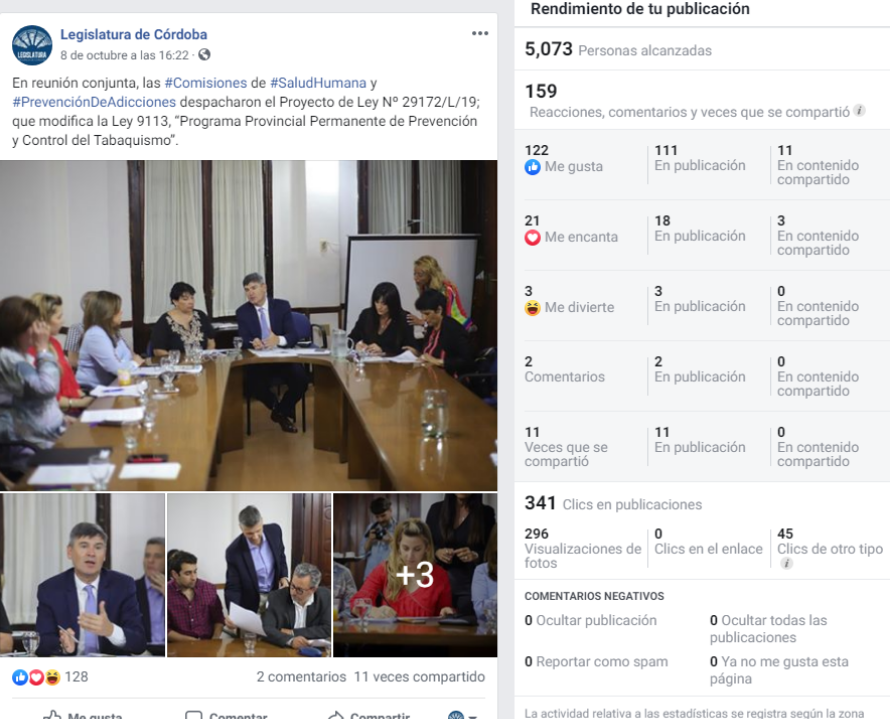 Legislatura de Córdoba
8 de octubre a las 16:22 ·
LEGISLATURA
En reunión conjunta, las #Comisiones de #SaludHumana y
#PrevenciónDeAdicciones despacharon el Proyecto de Ley Nº 29172/L/19;
que modifica la Ley 9113, “Programa Provincial Permanente de Prevención
y Control del Tabaquismo”.
+3
128
2 comentarios 11 veces compartido
Me gusta
Comentar
Compartir
Rendimiento de tu publicación
5,073 Personas alcanzadas
159
Reacciones, comentarios y veces que se compartió
122
Me gusta
111
En publicación
11
En contenido
compartido
21
Me encanta
18
En publicación
3
En contenido
compartido
3
Me divierte
3
En publicación
0
En contenido
compartido
2
Comentarios
2
En publicación
0
En contenido
compartido
11
Veces que se
compartió
11
En publicación
0
En contenido
compartido
341 Clics en publicaciones
296
Visualizaciones de
fotos
0
Clics en el enlace
45
Clics de otro tipo
COMENTARIOS NEGATIVOS
0 Ocultar publicación
0 Ocultar todas las
publicaciones
0 Reportar como spam
0 Ya no me gusta esta
página
La actividad relativa a las estadísticas se registra según la zona